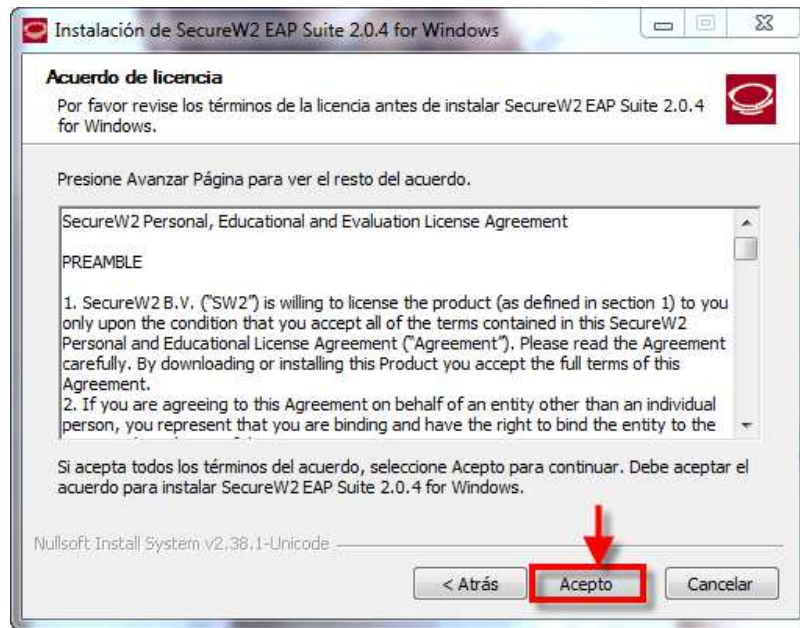 Instalación de SecureW2 EAP Suite 2.0.4 for Windows
Acuerdo de licencia
Por favor revise los términos de la licencia antes de instalar SecureW2 EAP Suite 2.0.4
for Windows.
Presione Avanzar Página para ver el resto del acuerdo.
SecureW2 Personal, Educational and Evaluation License Agreement
PREAMBLE
1. SecureW2 B.V. ("SW2") is willing to license the product (as defined in section 1) to you
only upon the condition that you accept all of the terms contained in this SecureW2
Personal and Educational License Agreement ("Agreement"). Please read the Agreement
carefully. By downloading or installing this Product you accept the full terms of this
Agreement.
2. If you are agreeing to this Agreement on behalf of an entity other than an individual
person, you represent that you are binding and have the right to bind the entity to the
Si acepta todos los términos del acuerdo, seleccione Acepto para continuar. Debe aceptar el
acuerdo para instalar SecureW2 EAP Suite 2.0.4 for Windows.
Nullsoft Install System v2.38.1-Unicode
< Atrás Acepto Cancelar